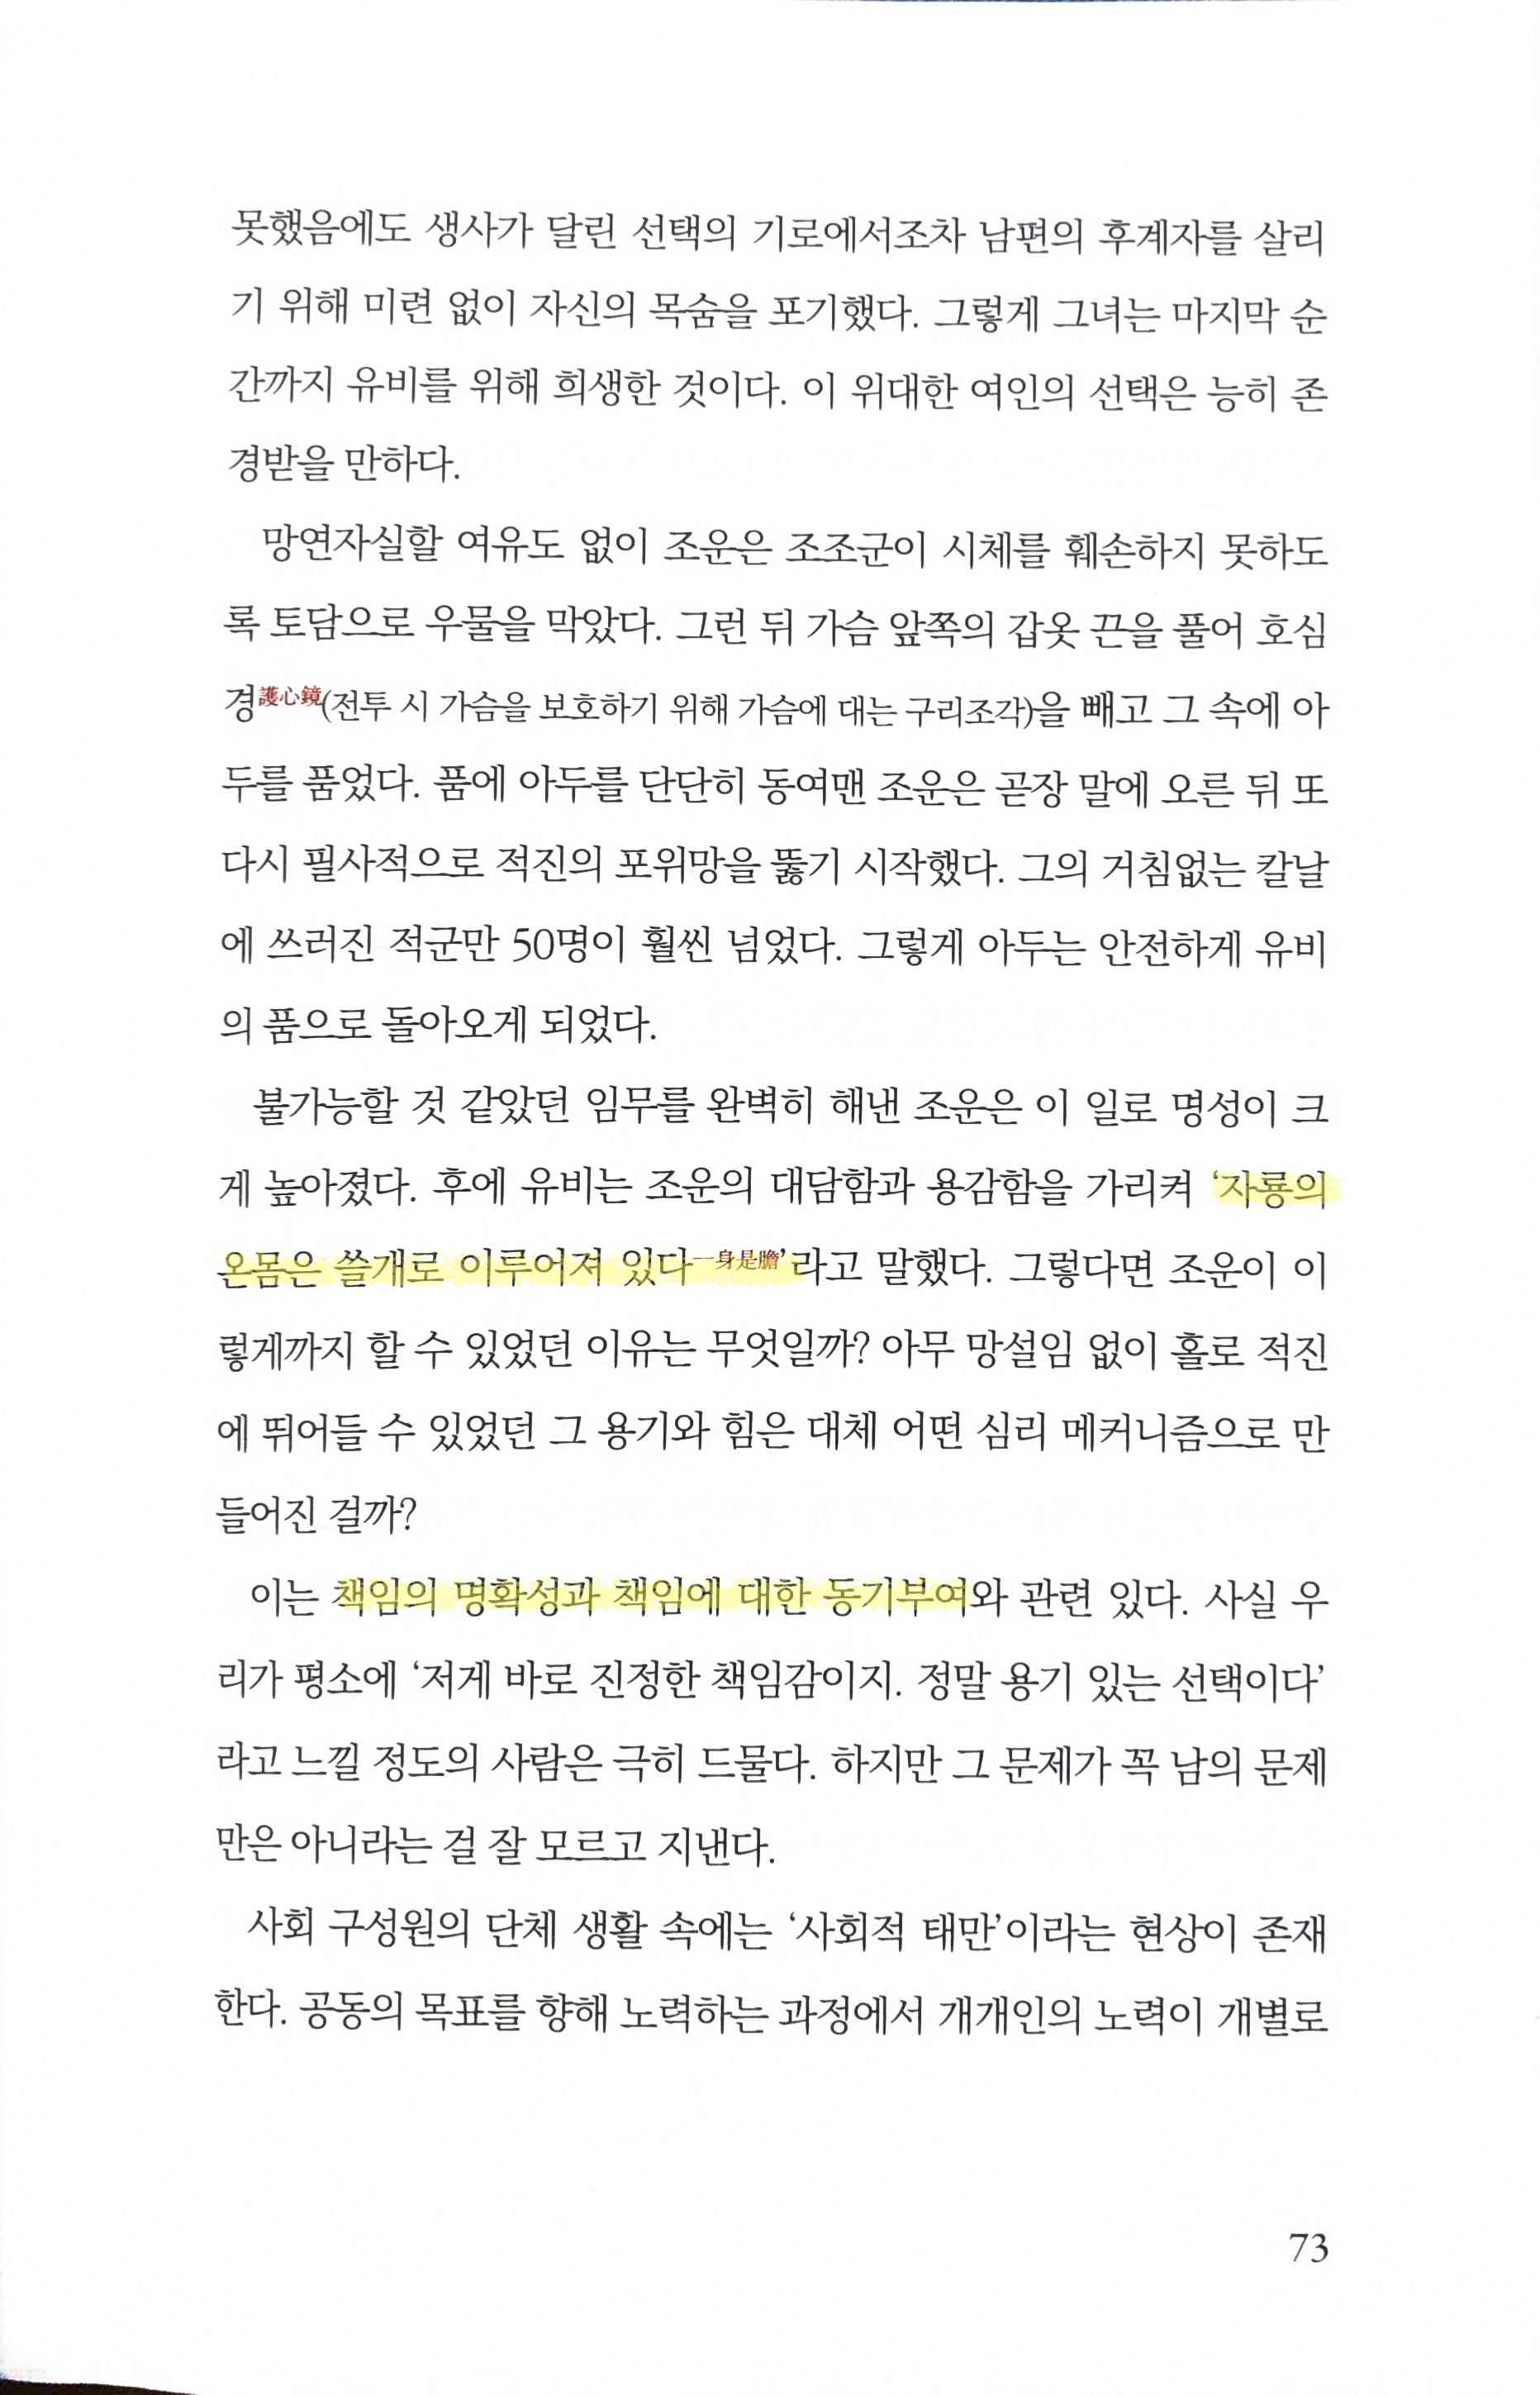 못했음에도 생사가 달린 선택의 기로에서조차 남편의 후계자를 살리
기 위해 미련 없이 자신의 목숨을 포기했다. 그렇게 그녀는 마지막 순
간까지 유비를 위해 희생한 것이다. 이 위대한 여인의 선택은 능히 존
경받을 만하다.
망연자실할 여유도 없이 조운은 조조군이 시체를 훼손하지 못하도
록 토담으로 우물을 막았다. 그런 뒤 가슴 앞쪽의 갑옷 끈을 풀어 호심
경護心鏡(전투 시 가슴을 보호하기 위해 가슴에 대는 구리조각)을 빼고 그 속에 아
두를 품었다. 품에 아두를 단단히 동여맨 조운은 곧장 말에 오른 뒤 또
다시 필사적으로 적진의 포위망을 뚫기 시작했다. 그의 거침없는 칼날
에 쓰러진 적군만 50명이 훨씬 넘었다. 그렇게 아두는 안전하게 유비
의 품으로 돌아오게 되었다.
불가능할 것 같았던 임무를 완벽히 해낸 조운은 이 일로 명성이 크
게 높아졌다. 후에 유비는 조운의 대담함과 용감함을 가리켜 ‘자룡의
온몸은 쓸개로 이루어져 있다一身是膽’라고 말했다. 그렇다면 조운이 이
렇게까지 할 수 있었던 이유는 무엇일까? 아무 망설임 없이 홀로 적진
에 뛰어들 수 있었던 그 용기와 힘은 대체 어떤 심리 메커니즘으로 만
들어진 걸까?
이는 책임의 명확성과 책임에 대한 동기부여와 관련 있다. 사실 우
리가 평소에 ‘저게 바로 진정한 책임감이지. 정말 용기 있는 선택이다’
라고 느낄 정도의 사람은 극히 드물다. 하지만 그 문제가 꼭 남의 문제
만은 아니라는 걸 잘 모르고 지낸다.
사회 구성원의 단체 생활 속에는 ‘사회적 태만’이라는 현상이 존재
한다. 공동의 목표를 향해 노력하는 과정에서 개개인의 노력이 개별로
73